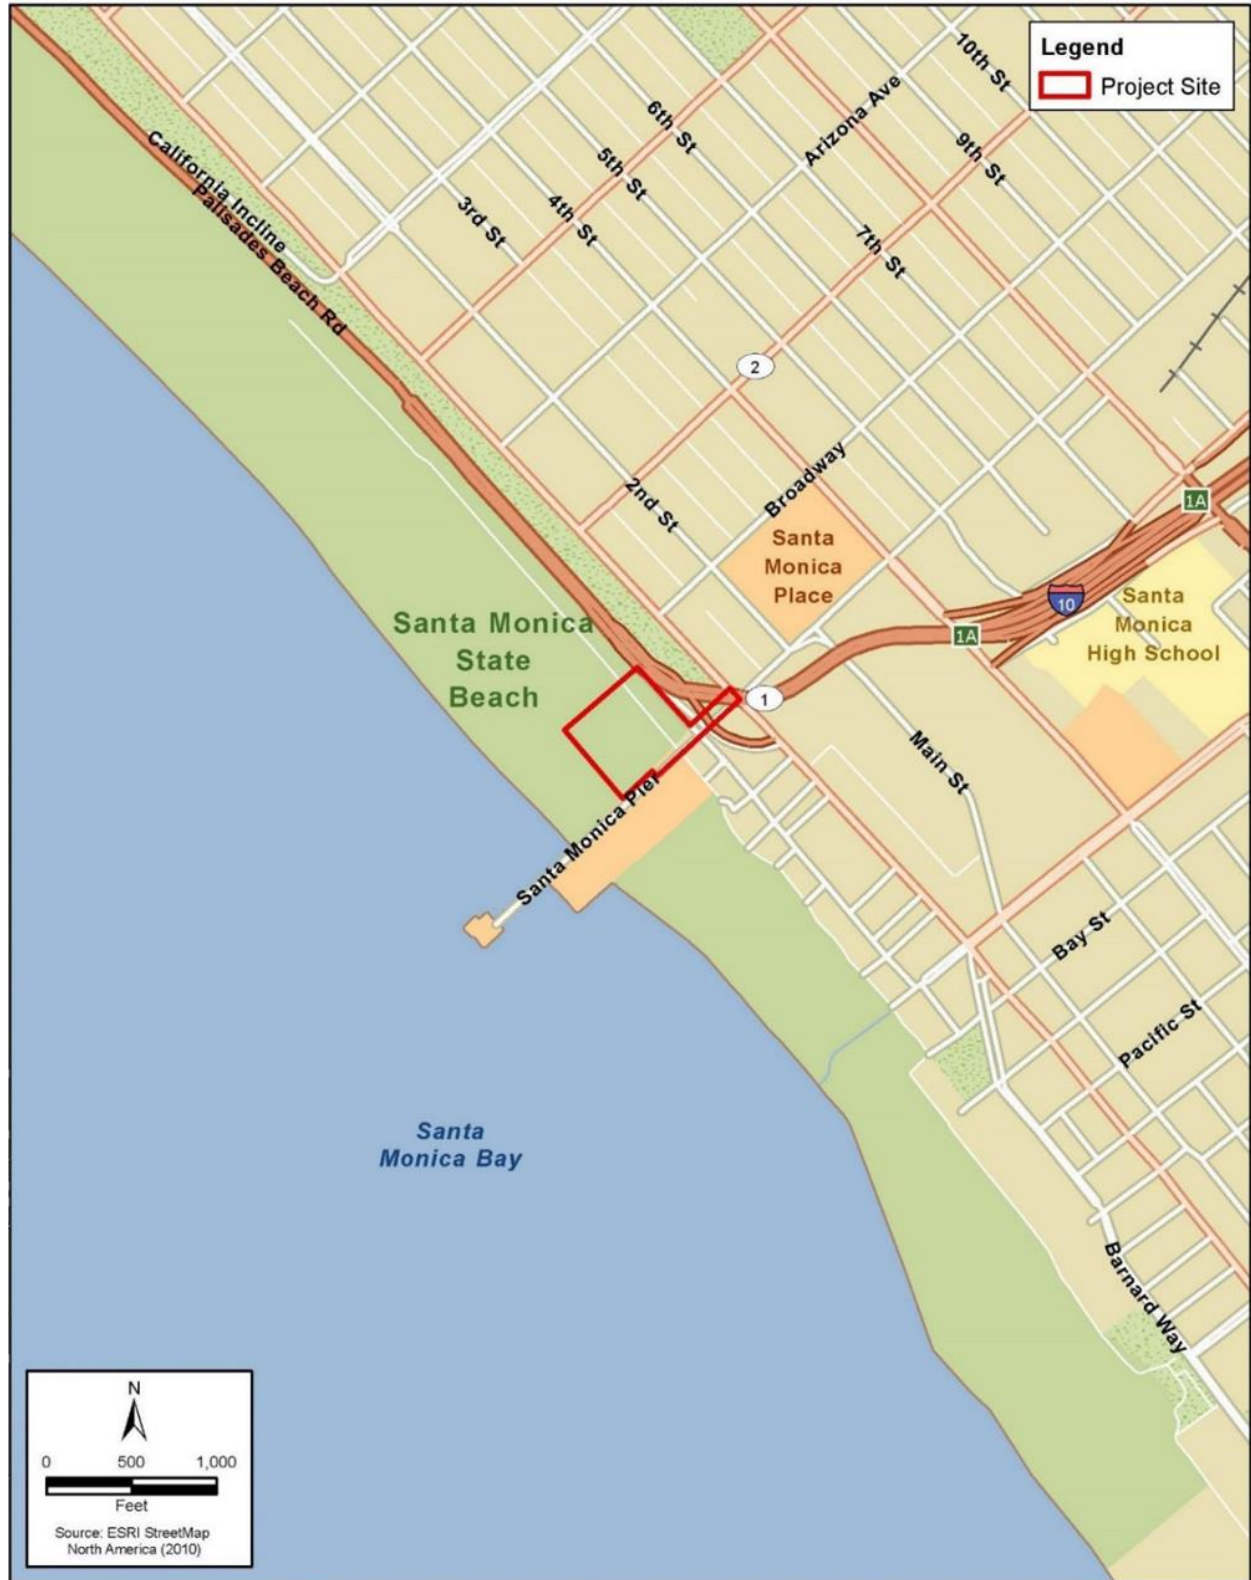 Legend
Project Site
10th St
Arizona Ave
6th St
9th St
5th St
California Incline
Palisades Beach Rd
3rd St
4th St
7th St
2
2nd St
Broadway
1A
Santa
Monica
Place
10
Santa
Monica
High School
1A
Santa Monica
State
Beach
1
Main St
Santa Monica Pier
Bay St
Pacific St
Santa
Monica Bay
Barnard Way
N
0 500 1,000
Feet
Source: ESRI StreetMap
North America (2010)